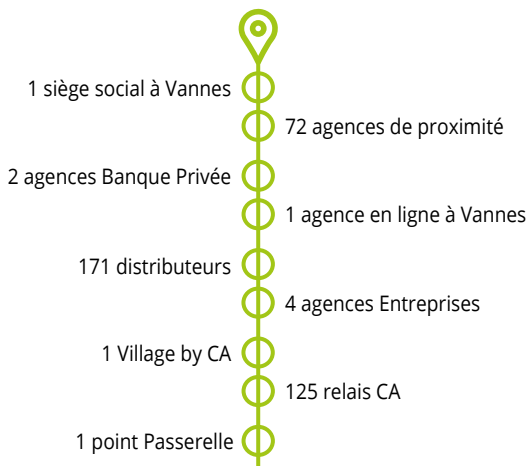 1 siège social à Vannes
72 agences de proximité
2 agences Banque Privée
1 agence en ligne à Vannes
171 distributeurs
4 agences Entreprises
1 Village by CA
125 relais CA
1 point Passerelle